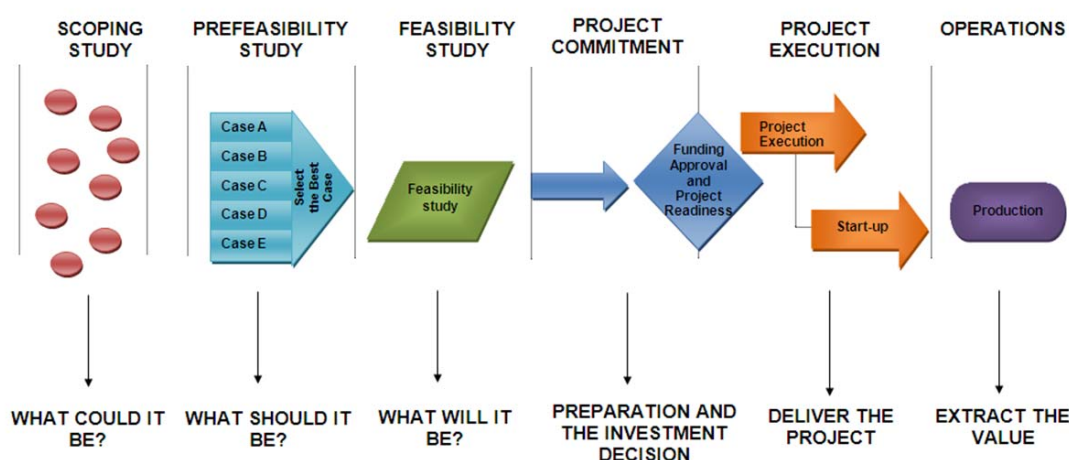 SCOPING
STUDY
PREFEASIBILITY
STUDY
FEASIBILITY
STUDY
PROJECT
COMMITMENT
PROJECT
EXECUTION
OPERATIONS
Case A
Case B
Case C
Case D
Case E
Select
the Best
Case
Feasibility
study
Funding
Approval
and
Project
Readiness
Project
Execution
Start-up
Production
WHAT COULD IT
BE?
WHAT SHOULD IT
BE?
WHAT WILL IT
BE?
PREPARATION AND
THE INVESTMENT
DECISION
DELIVER THE
PROJECT
EXTRACT THE
VALUE